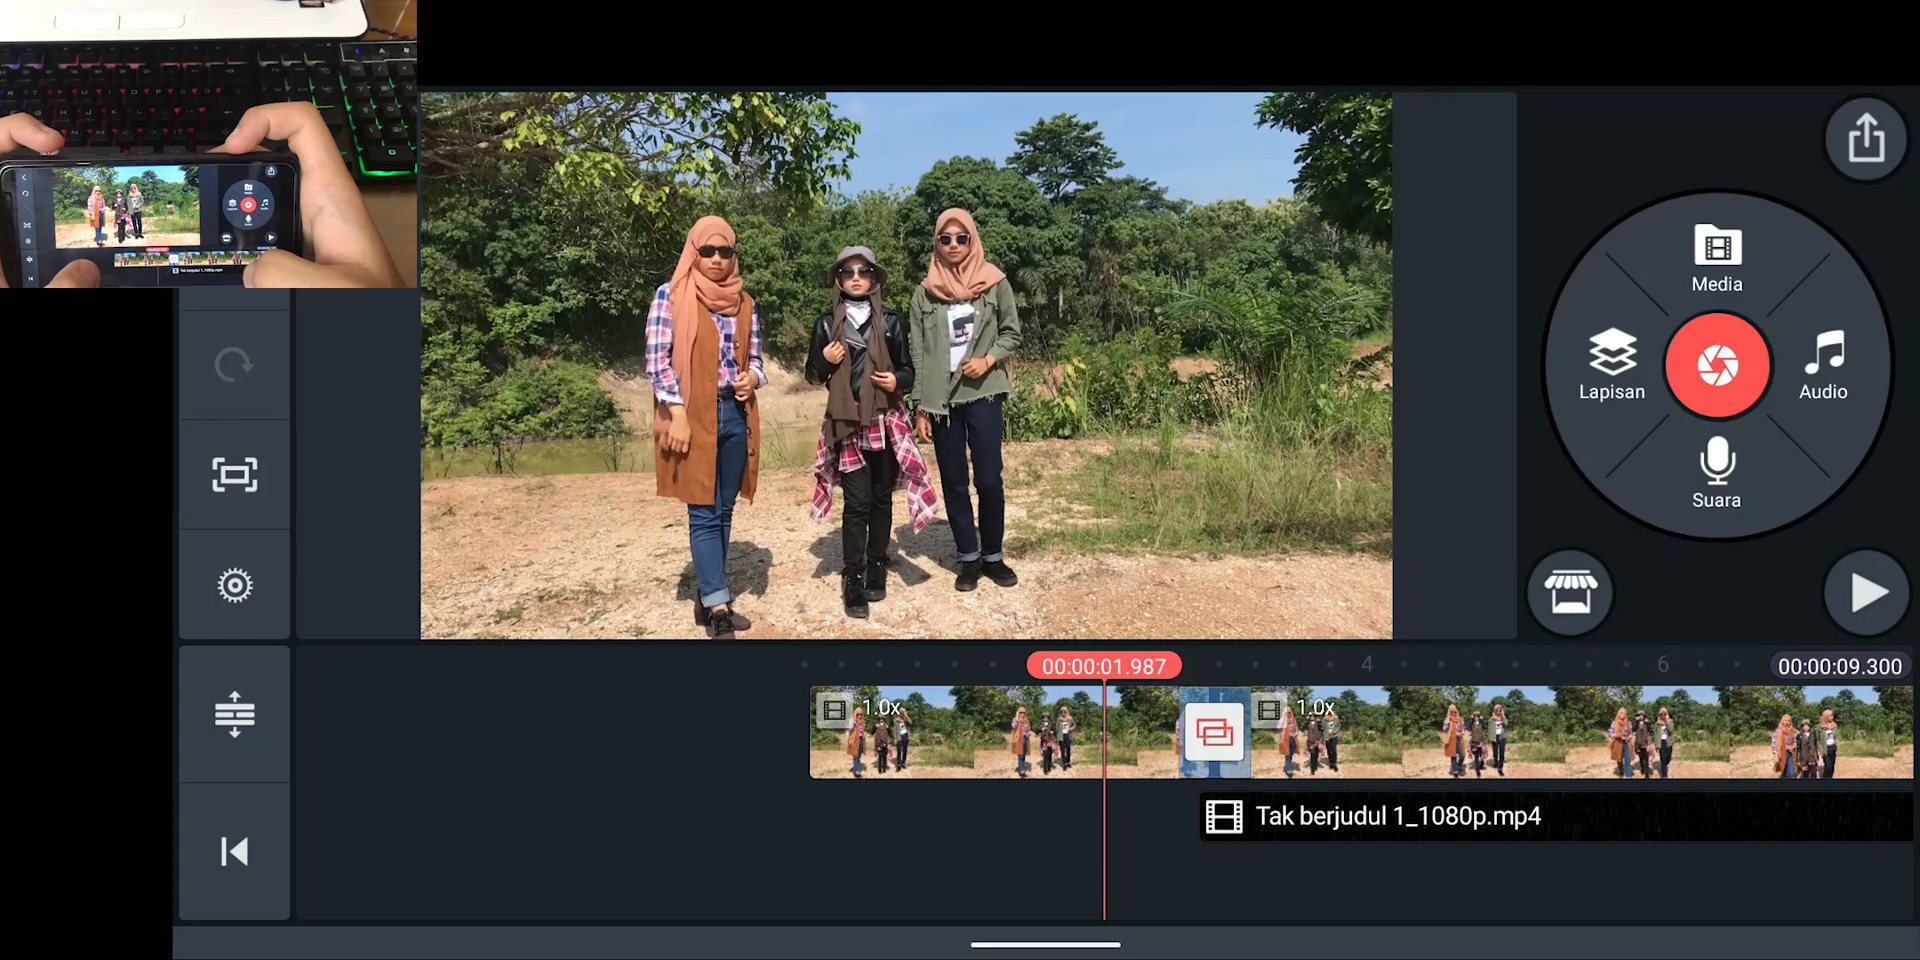 Media
Lapisan
Audio
Suara
00:00:01.987
4
6
00:00:09.300
1.0x
1.0x
Tak berjudul 1_1080p.mp4